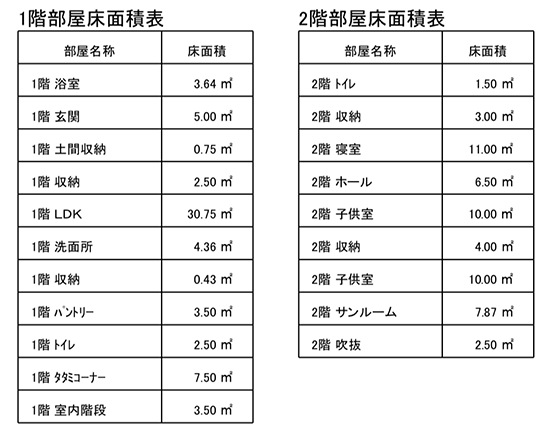 1階部屋床面積表
部屋名称 床面積
1階 浴室 3.64 ㎡
1階 玄関 5.00 ㎡
1階 土間収納 0.75 ㎡
1階 収納 2.50 ㎡
1階 LDK 30.75 ㎡
1階 洗面所 4.36 ㎡
1階 収納 0.43 ㎡
1階 ﾊﾟﾝﾄﾘｰ 3.50 ㎡
1階 ﾄｲﾚ 2.50 ㎡
1階 ﾀﾀﾐｺｰﾅｰ 7.50 ㎡
1階 室内階段 3.50 ㎡
2階部屋床面積表
部屋名称 床面積
2階 ﾄｲﾚ 1.50 ㎡
2階 収納 3.00 ㎡
2階 寝室 11.00 ㎡
2階 ホール 6.50 ㎡
2階 子供室 10.00 ㎡
2階 収納 4.00 ㎡
2階 子供室 10.00 ㎡
2階 サンルーム 7.87 ㎡
2階 吹抜 2.50 ㎡